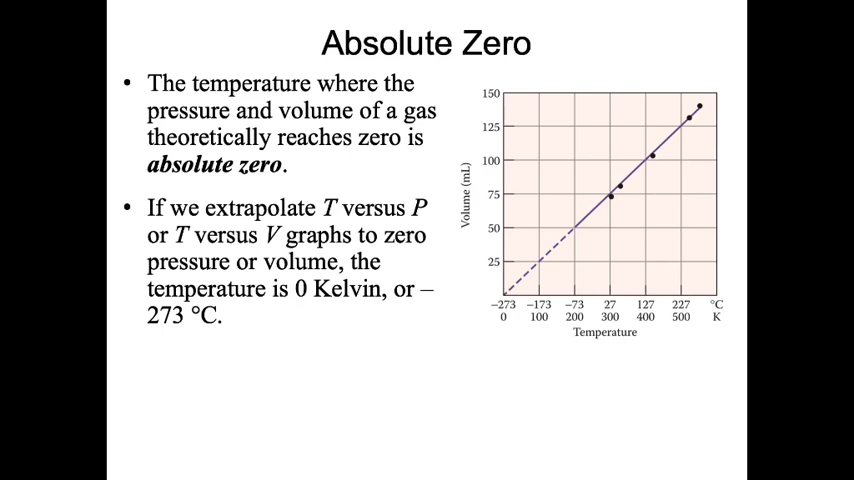 Absolute Zero
• The temperature where the
pressure and volume of a gas
theoretically reaches zero is
absolute zero.
• If we extrapolate T versus P
or T versus V graphs to zero
pressure or volume, the
temperature is 0 Kelvin, or –
273 °C.
150
125
100
75
50
25
Volume (mL)
−273 −173 −73 27 127 227 °C
0 100 200 300 400 500 K
Temperature